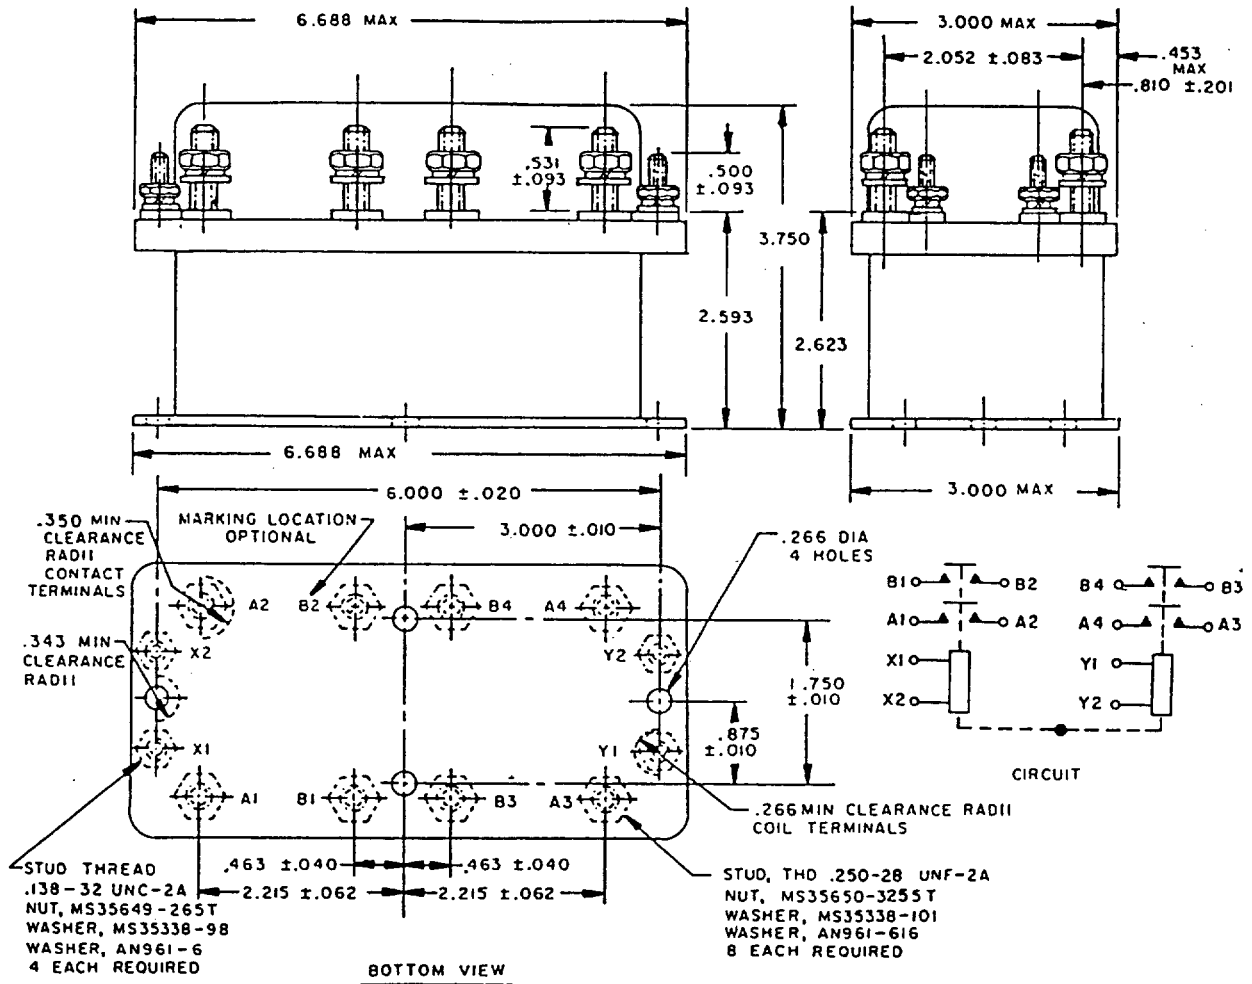 6.688 MAX
3.000 MAX
2.052 ±.083
.453
MAX
.810 ±.201
.531
±.093
.500
±.093
3.750
2.593
2.623
6.688 MAX
3.000 MAX
6.000 ±.020
3.000 ±.010
.350 MIN
CLEARANCE
RADII
CONTACT
TERMINALS
MARKING LOCATION
OPTIONAL
.266 DIA
4 HOLES
A2
B2
B4
A4
.343 MIN
CLEARANCE
RADII
X2
Y2
1.750
±.010
.875
±.010
X1
Y1
A1
B1
B3
A3
B1
B2
A1
A2
X1
X2
B4
B3
A4
A3
Y1
Y2
CIRCUIT
.266 MIN CLEARANCE RADII
COIL TERMINALS
.463 ±.040
.463 ±.040
2.215 ±.062
2.215 ±.062
STUD THREAD
.138-32 UNC-2A
NUT, MS35649-265T
WASHER, MS35338-98
WASHER, AN961-6
4 EACH REQUIRED
STUD, THD .250-28 UNF-2A
NUT, MS35650-3255T
WASHER, MS35338-101
WASHER, AN961-616
8 EACH REQUIRED
BOTTOM VIEW